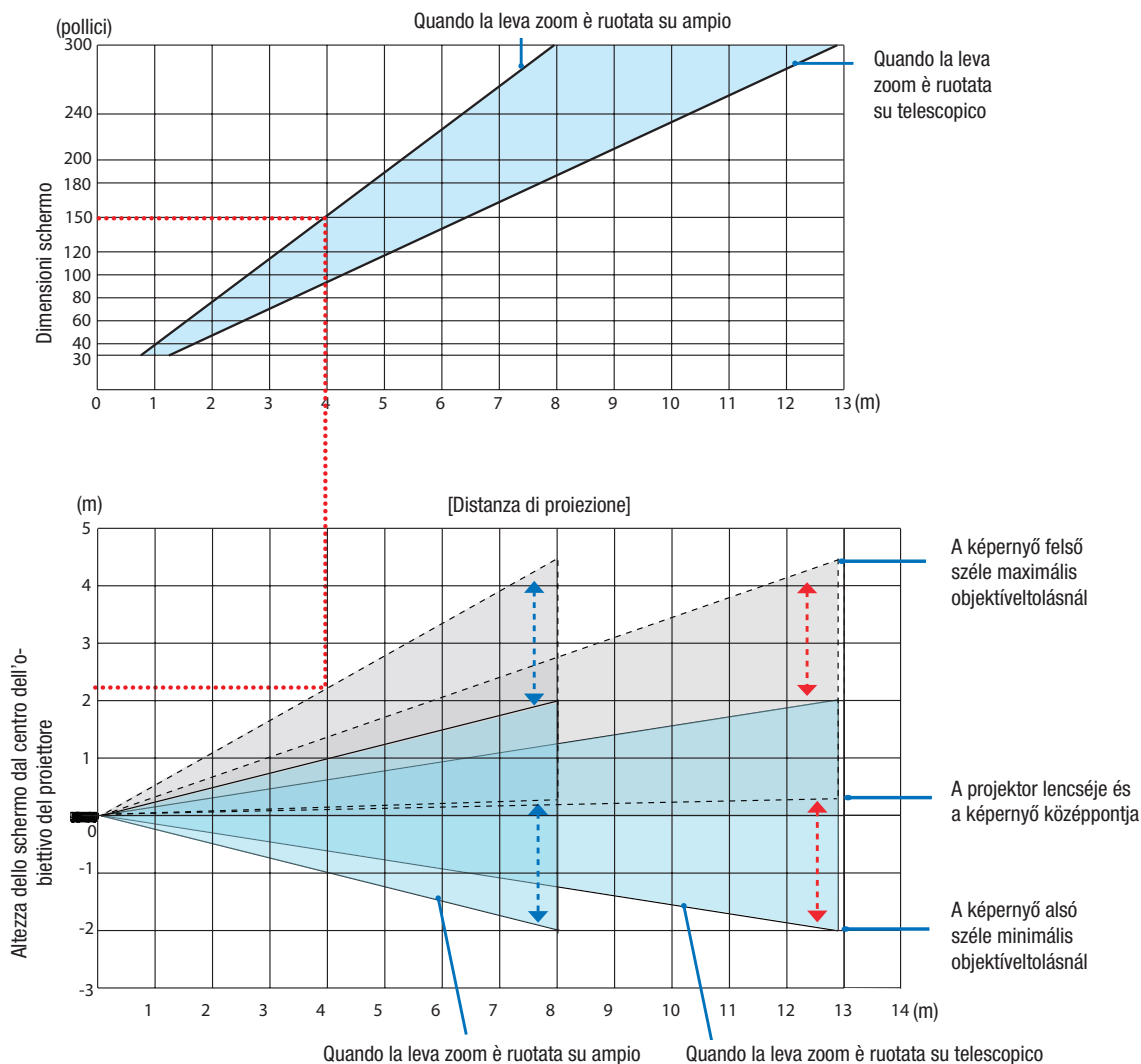 (pollici)
Quando la leva zoom è ruotata su ampio
Quando la leva
zoom è ruotata
su telescopico
Dimensioni schermo
300
240
200
180
150
120
100
80
60
40
30
0 1 2 3 4 5 6 7 8 9 10 11 12 13 (m)
(m)
[Distanza di proiezione]
Altezza dello schermo dal centro dell'o-
biettivo del proiettore
5
4
3
2
1
0
-1
-2
-3
A képernyő felső
széle maximális
objektíveltolásnál
A projektor lencséje és
a képernyő középpontja
A képernyő alsó
széle minimális
objektíveltolásnál
1 2 3 4 5 6 7 8 9 10 11 12 13 14 (m)
Quando la leva zoom è ruotata su ampio
Quando la leva zoom è ruotata su telescopico